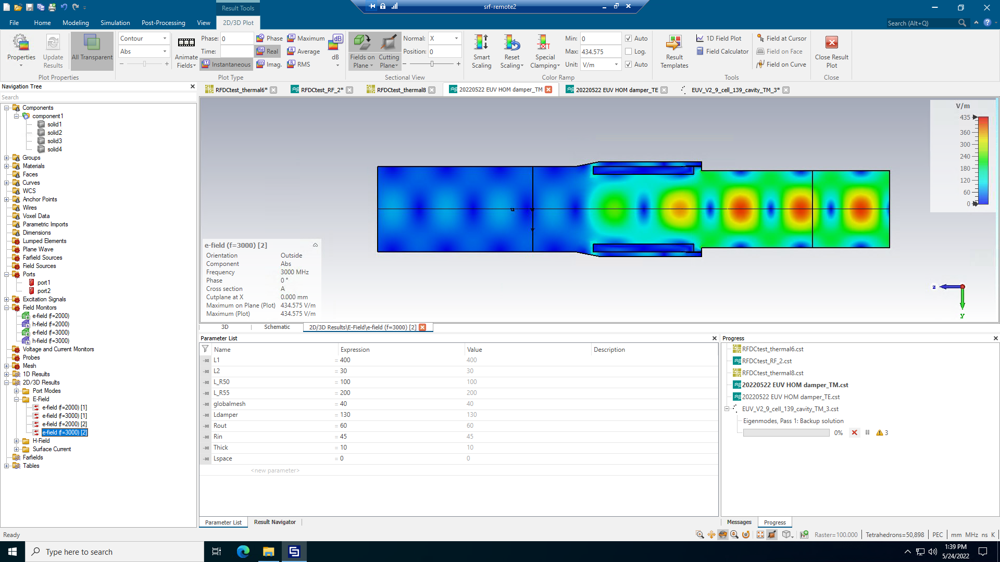 Result Tools
srf-remote2
File Home Modeling Simulation Post-Processing View 2D/3D Plot
Search (Alt+Q)
Properties
Update Results
All Transparent
Plot Properties
Contour
Abs
Animate Fields
Phase: 0
Time:
Instantaneous
Phase
Real
Imag.
Maximum
Average
RMS
dB
dB
Plot Type
Fields on Plane
Cutting Plane
Normal: X
Position: 0
Sectional View
Smart Scaling
Reset Scaling
Special Clamping
Min: 0
Max: 434.575
Unit: V/m
Auto
Log.
Auto
Color Ramp
Result Templates
1D Field Plot
Field Calculator
Field at Cursor
Field on Face
Field on Curve
Tools
Close Result Plot
Close
Navigation Tree
Search
Components
component1
solid1
solid2
solid3
solid4
Groups
Materials
Faces
Curves
WCS
Anchor Points
Wires
Voxel Data
Parametric Imports
Dimensions
Lumped Elements
Plane Wave
Farfield Sources
Field Sources
Ports
port1
port2
Excitation Signals
Field Monitors
e-field (f=2000)
h-field (f=2000)
e-field (f=3000)
h-field (f=3000)
Voltage and Current Monitors
Probes
Mesh
1D Results
2D/3D Results
Port Modes
E-Field
e-field (f=2000) [1]
e-field (f=3000) [1]
e-field (f=2000) [2]
e-field (f=3000) [2]
H-Field
Surface Current
Farfields
Tables
RFDCtest_thermal6* RFDCtest_RF_2* RFDCtest_thermal8 20220522 EUV HOM damper_TM 20220522 EUV HOM damper_TE EUV_V2_9_cell_139_cavity_TM_3*
V/m
435
360
300
240
180
120
60
0
u
v
z
y
e-field (f=3000) [2]
Orientation Outside
Component Abs
Frequency 3000 MHz
Phase 0 °
Cross section A
Cutplane at X 0.000 mm
Maximum on Plane (Plot) 434.575 V/m
Maximum (Plot) 434.575 V/m
3D Schematic 2D/3D Results\E-Field\e-field (f=3000) [2]
Parameter List
Name Expression Value Description
L1 = 400 400
L2 = 30 30
L_R50 = 100 100
L_R55 = 200 200
globalmesh = 40 40
Ldamper = 130 130
Rout = 60 60
Rin = 45 45
Thick = 10 10
Lspace = 0 0
<new parameter>
Parameter List Result Navigator
Progress
RFDCtest_thermal6.cst
RFDCtest_RF_2.cst
RFDCtest_thermal8.cst
20220522 EUV HOM damper_TM.cst
20220522 EUV HOM damper_TE.cst
EUV_V2_9_cell_139_cavity_TM_3.cst
Eigenmodes, Pass 1: Backup solution
0% 3
Messages Progress
Ready
Raster=100.000 Tetrahedrons=50,898 PEC mm MHz ns K
Type here to search
1:39 PM
5/24/2022